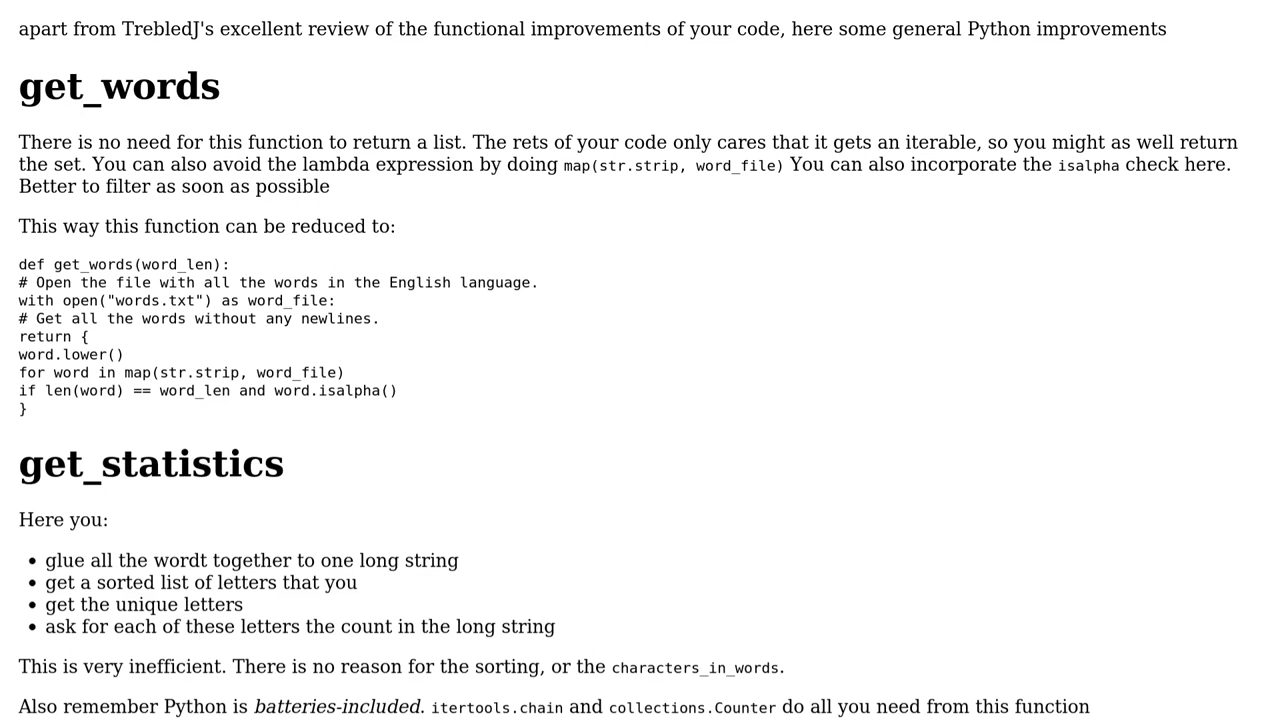 apart from TrebledJ's excellent review of the functional improvements of your code, here some general Python improvements
get_words
There is no need for this function to return a list. The rets of your code only cares that it gets an iterable, so you might as well return
the set. You can also avoid the lambda expression by doing map(str.strip, word_file) You can also incorporate the isalpha check here.
Better to filter as soon as possible
This way this function can be reduced to:
def get_words(word_len):
# Open the file with all the words in the English language.
with open("words.txt") as word_file:
# Get all the words without any newlines.
return {
word.lower()
for word in map(str.strip, word_file)
if len(word) == word_len and word.isalpha()
}
get_statistics
Here you:
• glue all the wordt together to one long string
• get a sorted list of letters that you
• get the unique letters
• ask for each of these letters the count in the long string
This is very inefficient. There is no reason for the sorting, or the characters_in_words.
Also remember Python is batteries-included. itertools.chain and collections.Counter do all you need from this function